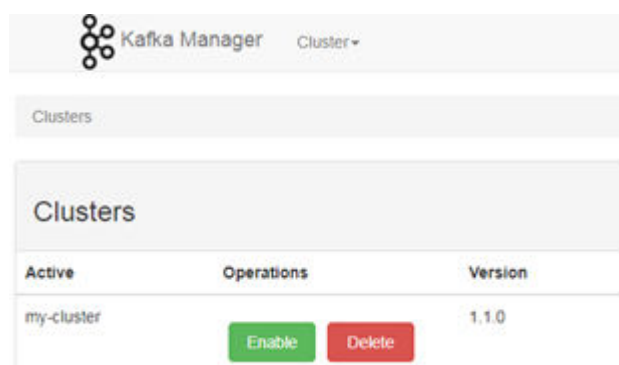 Kafka Manager Cluster
Clusters
Clusters
Active Operations Version
my-cluster 1.1.0
Enable Delete